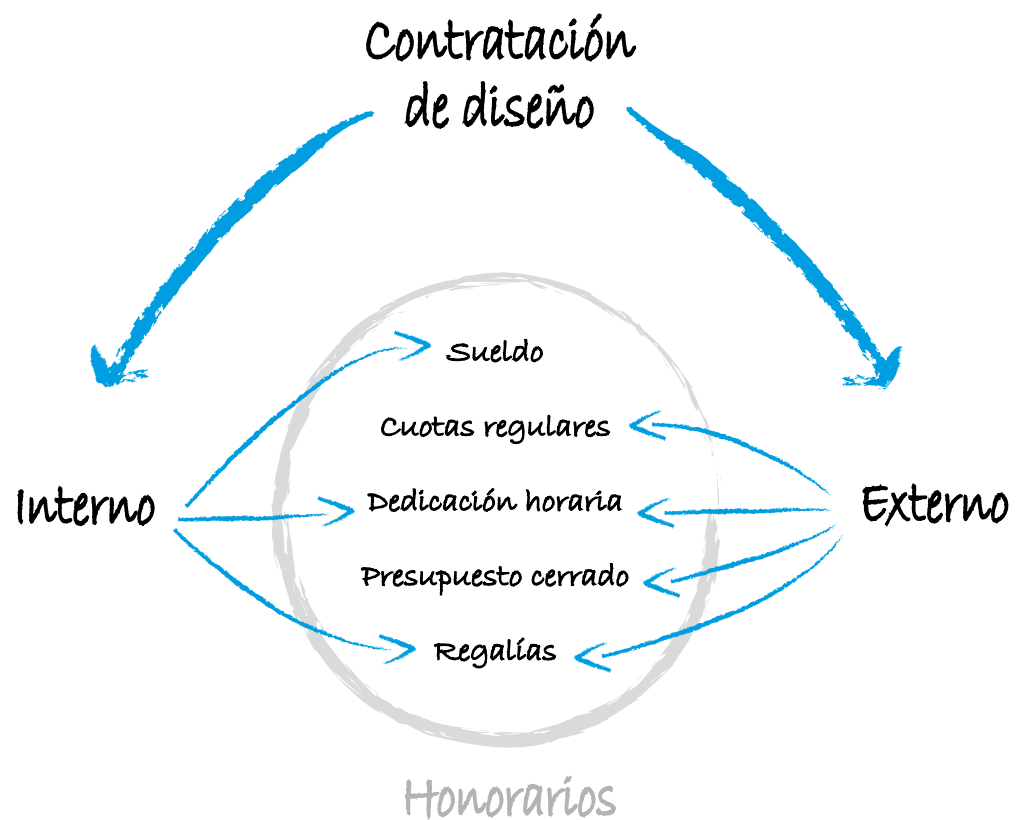 Contratación
de diseño
Sueldo
Cuotas regulares
Interno
Dedicación horaria
Externo
Presupuesto cerrado
Regalías
Honorarios